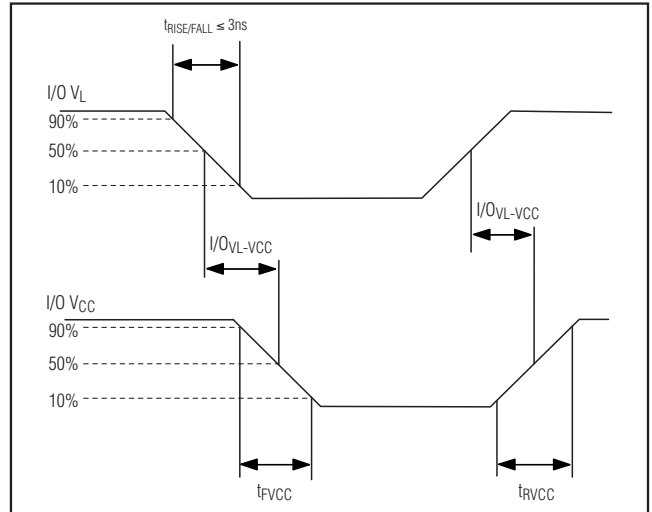 tRISE/FALL ≤ 3ns
I/O VL
90%
50%
10%
I/OVL-VCC
I/OVL-VCC
I/O VCC
90%
50%
10%
tFVCC
tRVCC